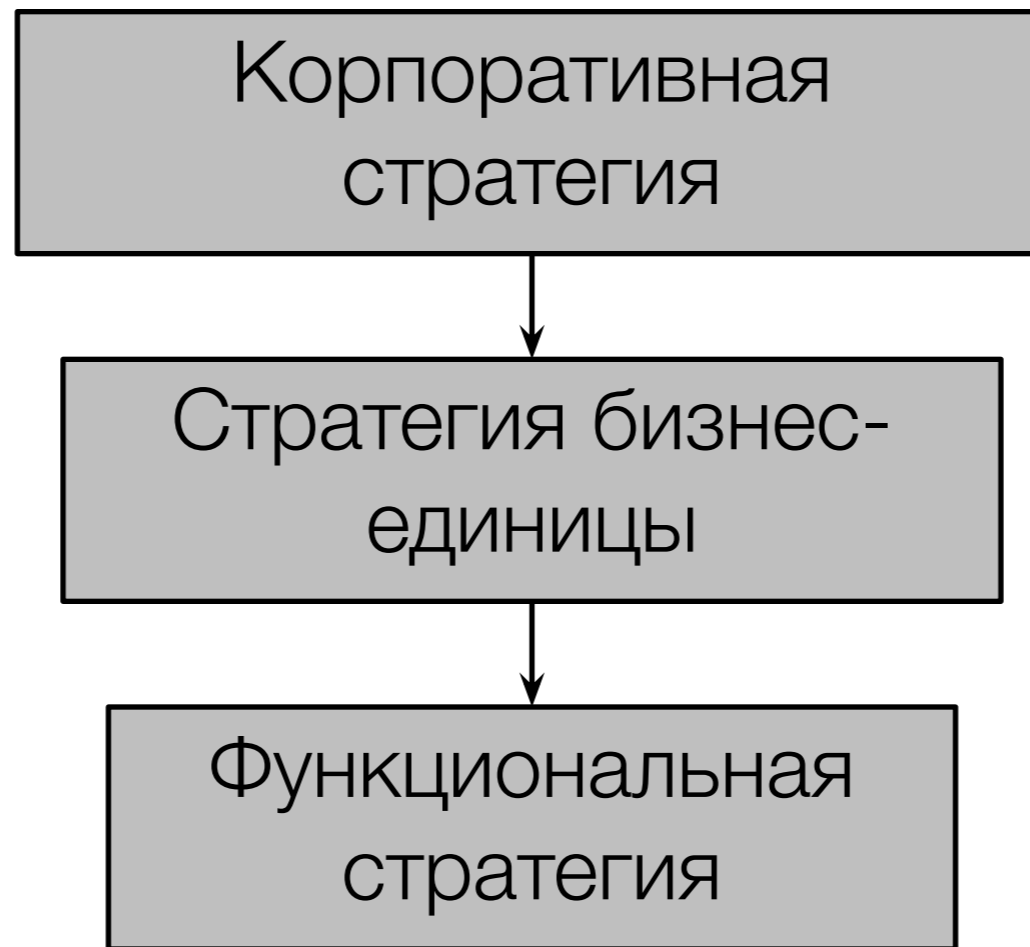 Корпоративная
стратегия
Стратегия бизнес-
единицы
Функциональная
стратегия